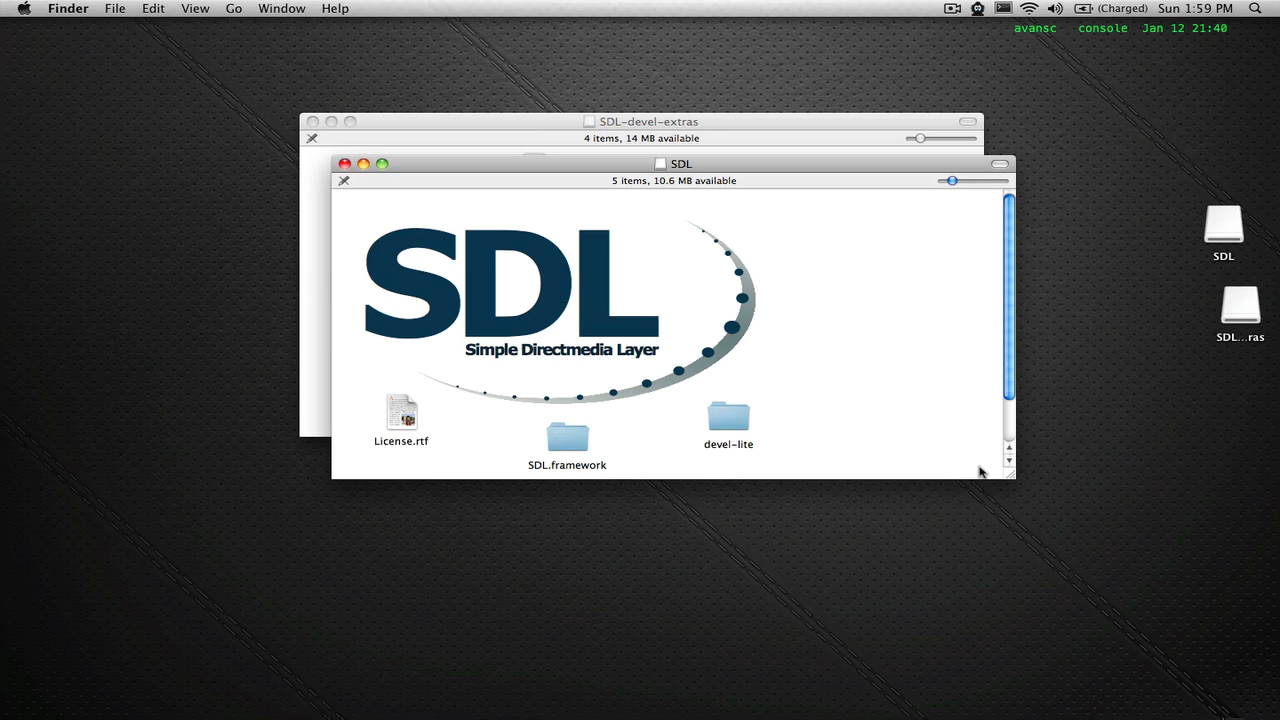 Finder File Edit View Go Window Help (Charged) Sun 1:59 PM
avansc console Jan 12 21:40
SDL-devel-extras
4 items, 14 MB available
SDL
5 items, 10.6 MB available
SDL
Simple Directmedia Layer
License.rtf
SDL.framework
devel-lite
SDL
SDL...ras